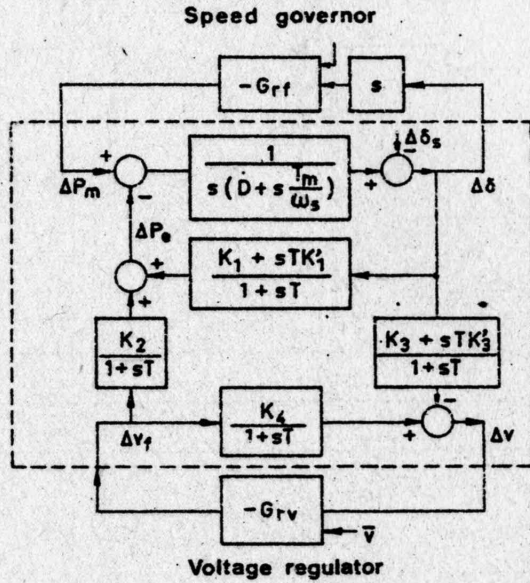 Speed governor
-Grf
s
Δδs
1
s(D+s Tm/ωs)
ΔPm
+
-
+
-
Δδ
ΔPe
K1 + sTK'1
1 + sT
+
+
K2
1+sT
K3 + sTK'3
1+sT
Δvf
K4
1+sT
+
-
Δv
-Grv
v̄
Voltage regulator